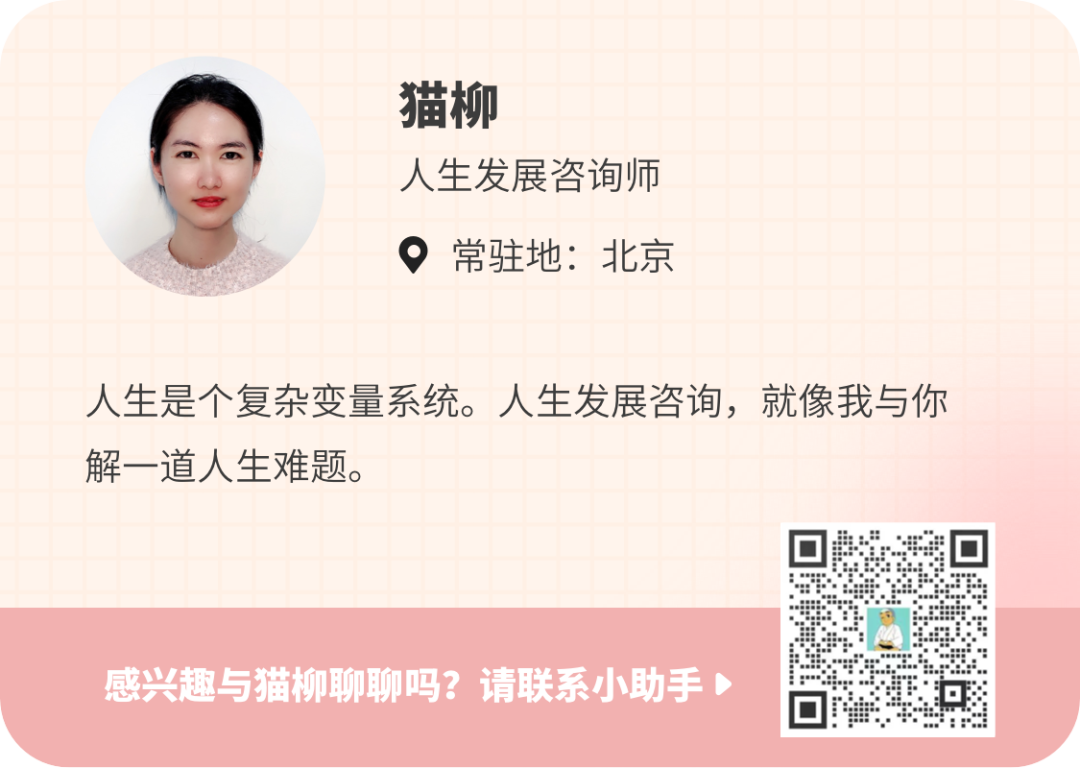 猫柳
人生发展咨询师
常驻地：北京
人生是个复杂变量系统。人生发展咨询，就像我与你
解一道人生难题。
感兴趣与猫柳聊聊吗？请联系小助手